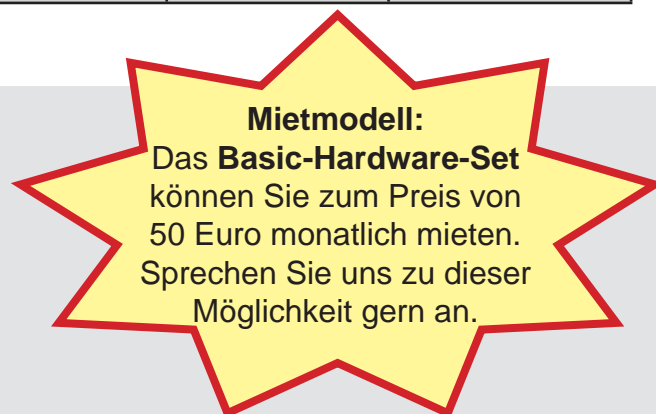 Mietmodell:
Das Basic-Hardware-Set
können Sie zum Preis von
50 Euro monatlich mieten.
Sprechen Sie uns zu dieser
Möglichkeit gern an.